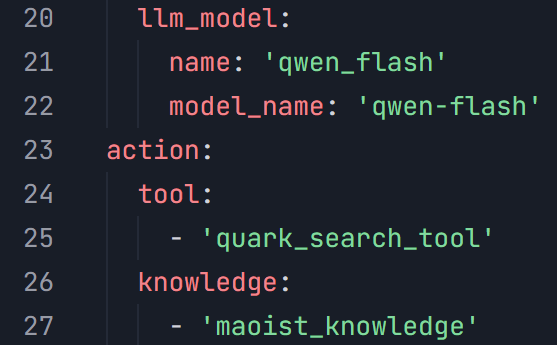 20 llm_model:
21 name: 'qwen_flash'
22 model_name: 'qwen-flash'
23 action:
24 tool:
25 - 'quark_search_tool'
26 knowledge:
27 - 'maoist_knowledge'